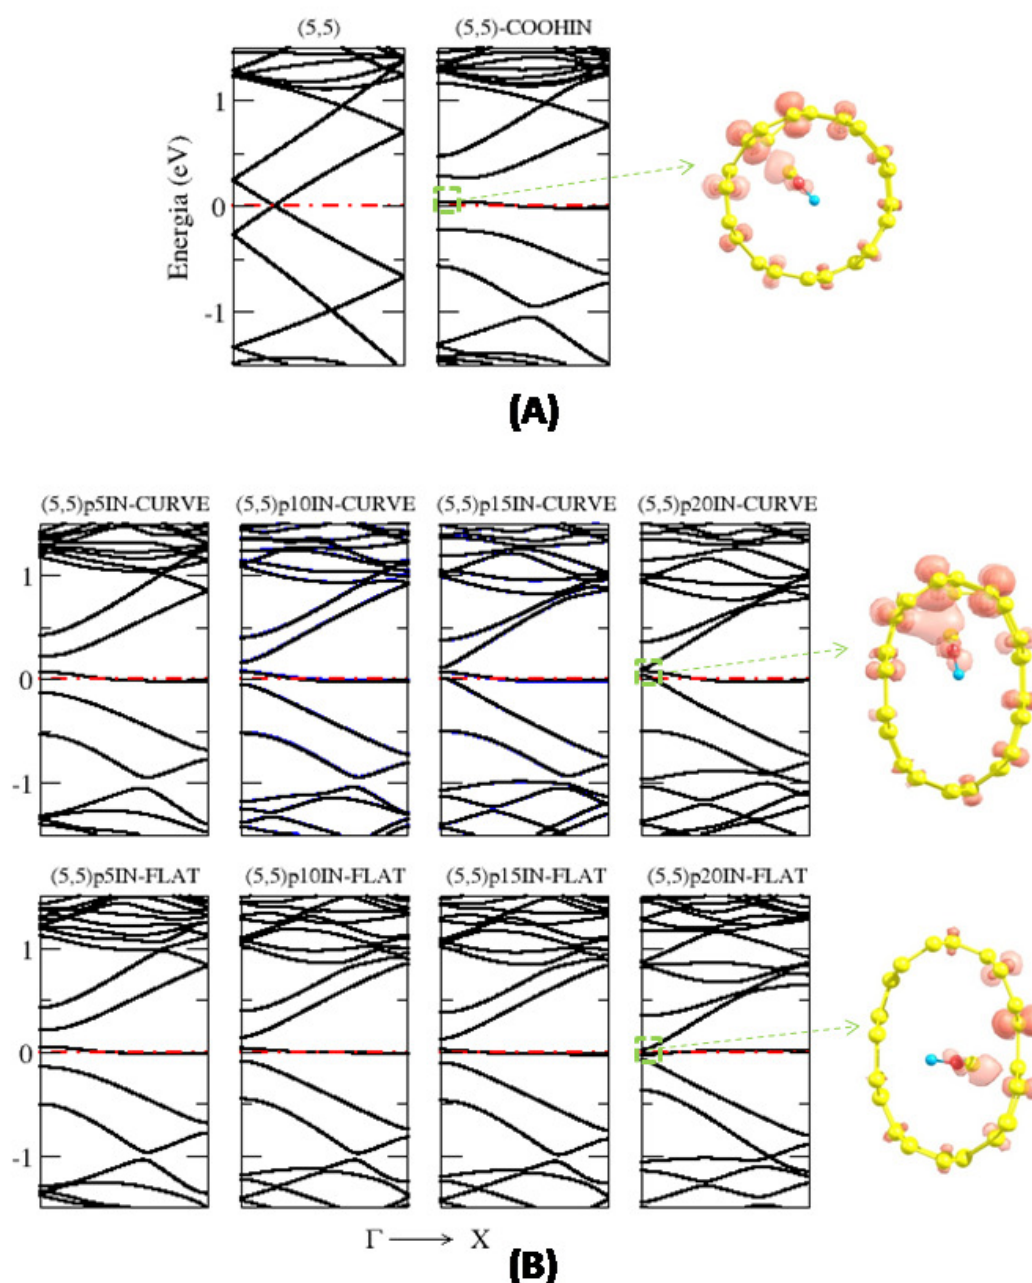 (5,5) (5,5)-COOHIN
Energia (eV)
1
0
-1
(A)
(5,5)p5IN-CURVE (5,5)p10IN-CURVE (5,5)p15IN-CURVE (5,5)p20IN-CURVE
1
0
-1
(5,5)p5IN-FLAT (5,5)p10IN-FLAT (5,5)p15IN-FLAT (5,5)p20IN-FLAT
1
0
-1
Γ → X
(B)